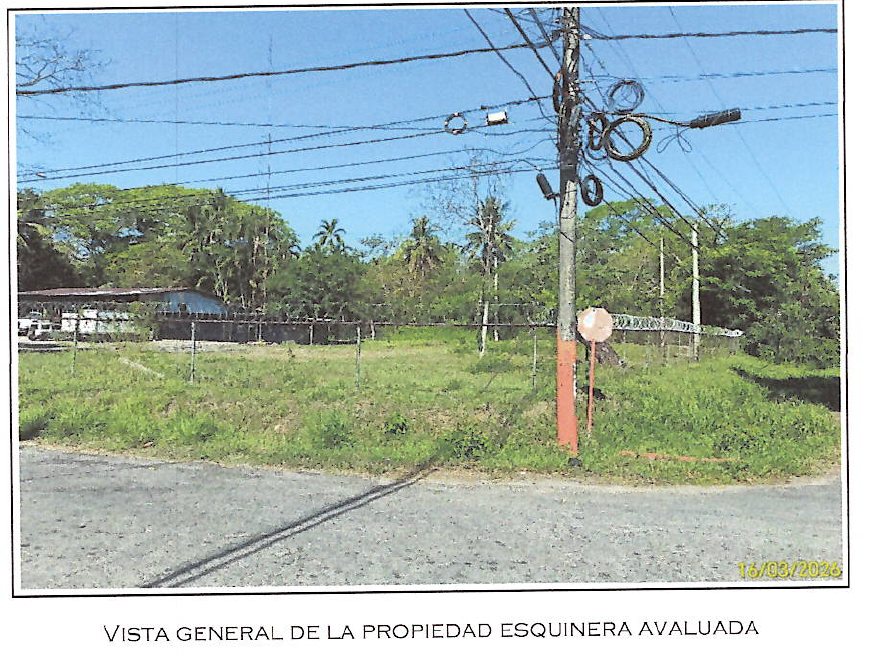 16/03/2026
VISTA GENERAL DE LA PROPIEDAD ESQUINERA AVALUADA